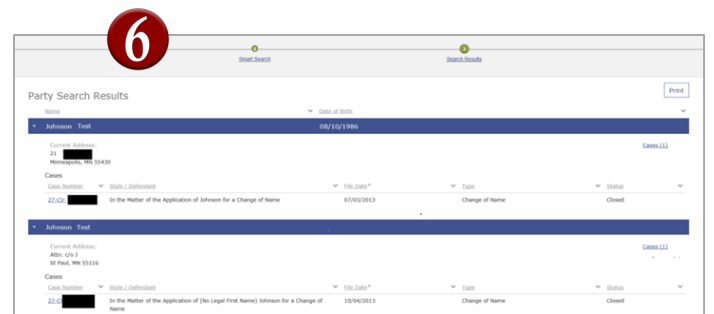 6
Smart Search
Search Results
Print
Party Search Results
Name Date of Birth
Johnson Test 08/10/1986
Current Address: Cases (1)
21
Minneapolis, MN 55430
Cases
Case Number Style / Defendant File Date Type Status
27-CV- In the Matter of the Application of Johnson for a Change of Name 07/03/2013 Change of Name Closed
Johnson Test
Current Address: Cases (1)
Attn: c/o J
St Paul, MN 55116
Cases
Case Number Style / Defendant File Date Type Status
27-C In the Matter of the Application of (No Legal First Name) Johnson for a Change of 10/04/2013 Change of Name Closed
Name